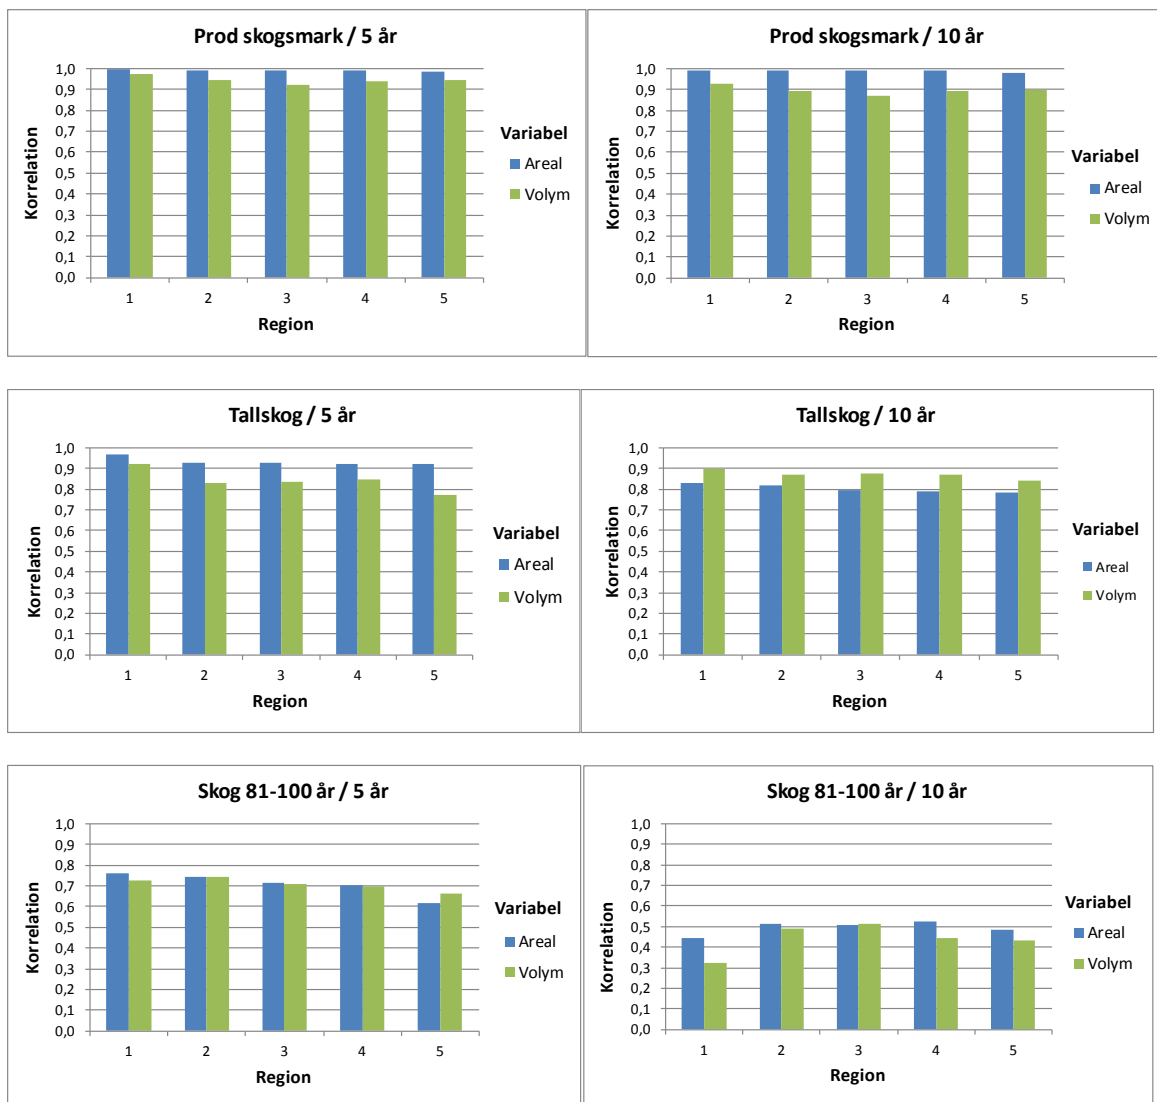 Prod skogsmark / 5 år
1,0
0,9
0,8
0,7
0,6
0,5
0,4
0,3
0,2
0,1
0,0
Korrelation
1 2 3 4 5
Region
Variabel
Areal
Volym
Prod skogsmark / 10 år
1,0
0,9
0,8
0,7
0,6
0,5
0,4
0,3
0,2
0,1
0,0
Korrelation
1 2 3 4 5
Region
Variabel
Areal
Volym
Tallskog / 5 år
1,0
0,9
0,8
0,7
0,6
0,5
0,4
0,3
0,2
0,1
0,0
Korrelation
1 2 3 4 5
Region
Variabel
Areal
Volym
Tallskog / 10 år
1,0
0,9
0,8
0,7
0,6
0,5
0,4
0,3
0,2
0,1
0,0
Korrelation
1 2 3 4 5
Region
Variabel
Areal
Volym
Skog 81-100 år / 5 år
1,0
0,9
0,8
0,7
0,6
0,5
0,4
0,3
0,2
0,1
0,0
Korrelation
1 2 3 4 5
Region
Variabel
Areal
Volym
Skog 81-100 år / 10 år
1,0
0,9
0,8
0,7
0,6
0,5
0,4
0,3
0,2
0,1
0,0
Korrelation
1 2 3 4 5
Region
Variabel
Areal
Volym